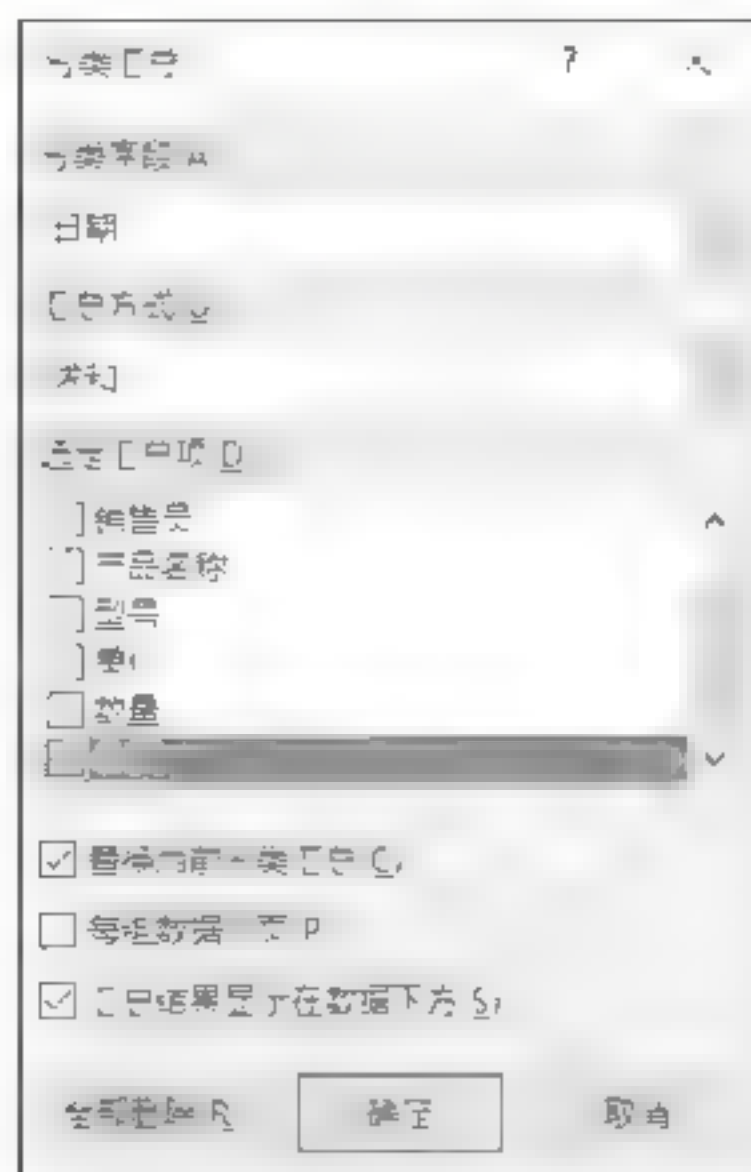 分类汇总 ?
分类字段(A)
日期
汇总方式(U)
求和
选定汇总项(D)
销售员
产品名称
型号
单价
数量
替换当前分类汇总(C)
每组数据分页(P)
汇总结果显示在数据下方(S)
全部删除(R) 确定 取消